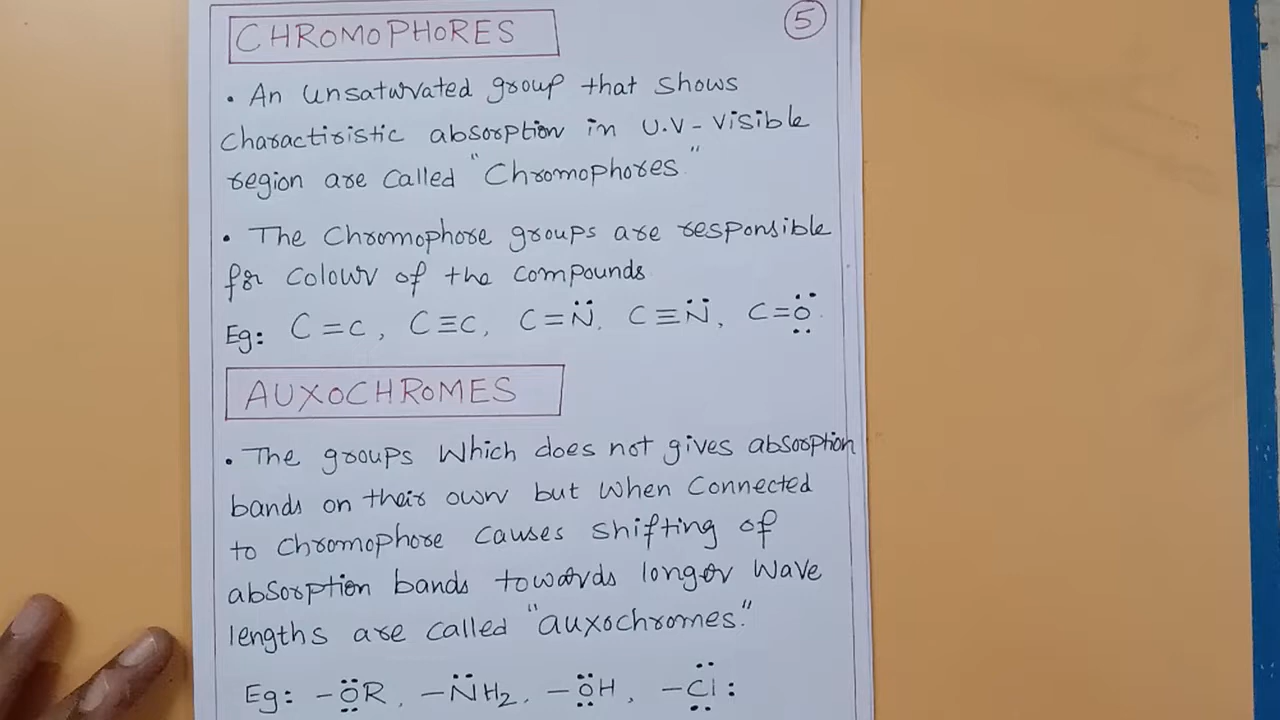 CHROMOPHORES
5
• An unsaturated group that shows
charactiristic absorption in U.V - visible
region are called "Chromophores"
• The Chromophore groups are responsible
for colour of the compounds
Eg: C=c, C≡c, C=N̈, C≡N̈, C=Ö:
AUXOCHROMES
• The groups which does not gives absorption
bands on their own but when connected
to chromophore causes shifting of
absorption bands towards longer wave
lengths are called "auxochromes."
Eg: -ÖR, -N̈H₂, -ÖH, -C̈l: